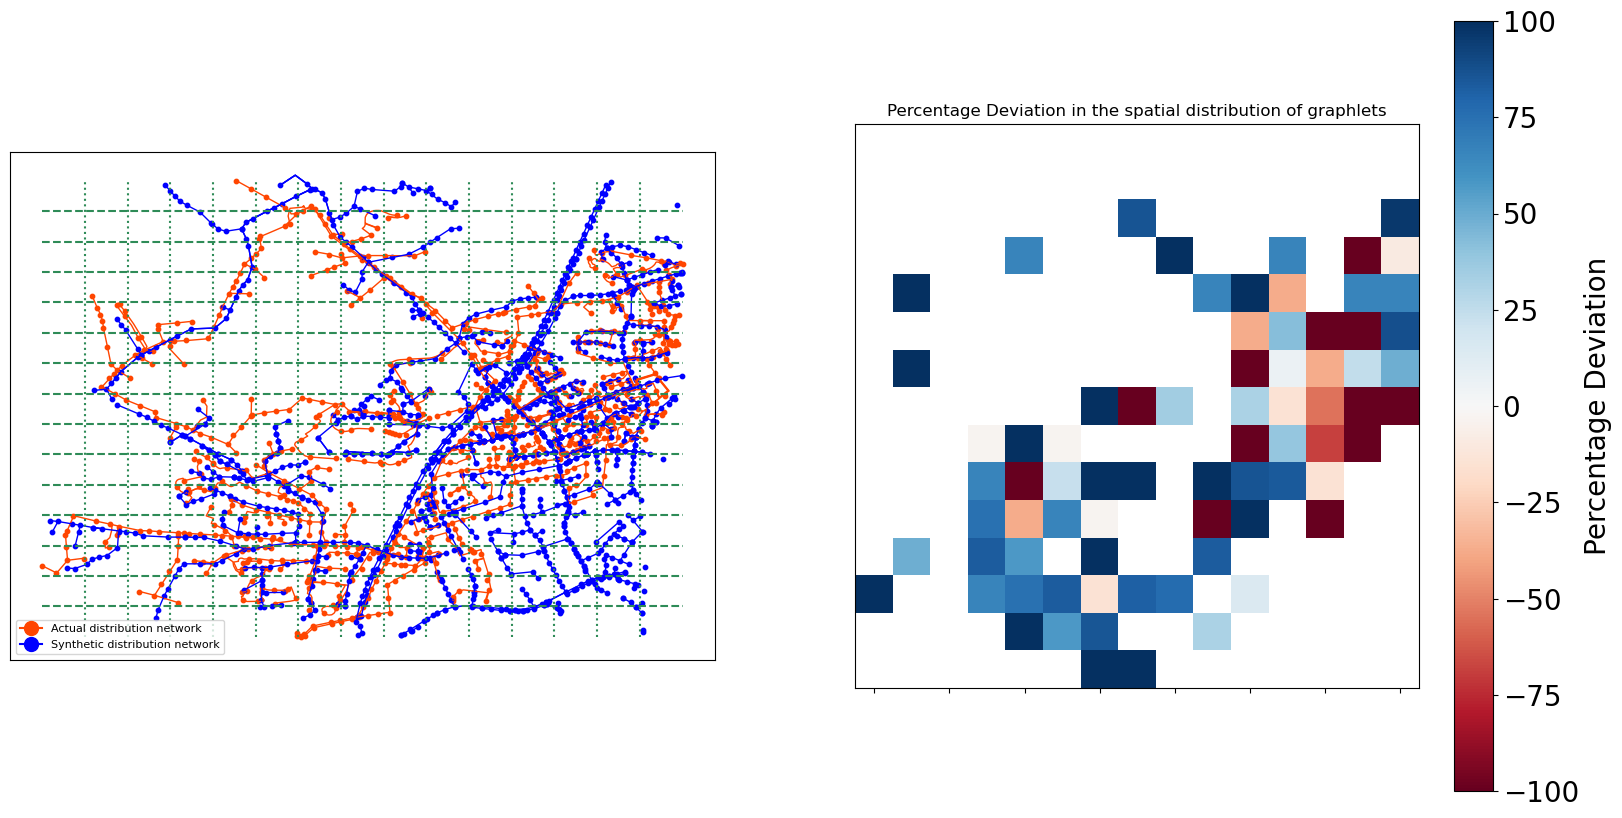 Actual distribution network
Synthetic distribution network
Percentage Deviation in the spatial distribution of graphlets
100
75
50
25
0
−25
−50
−75
−100
Percentage Deviation